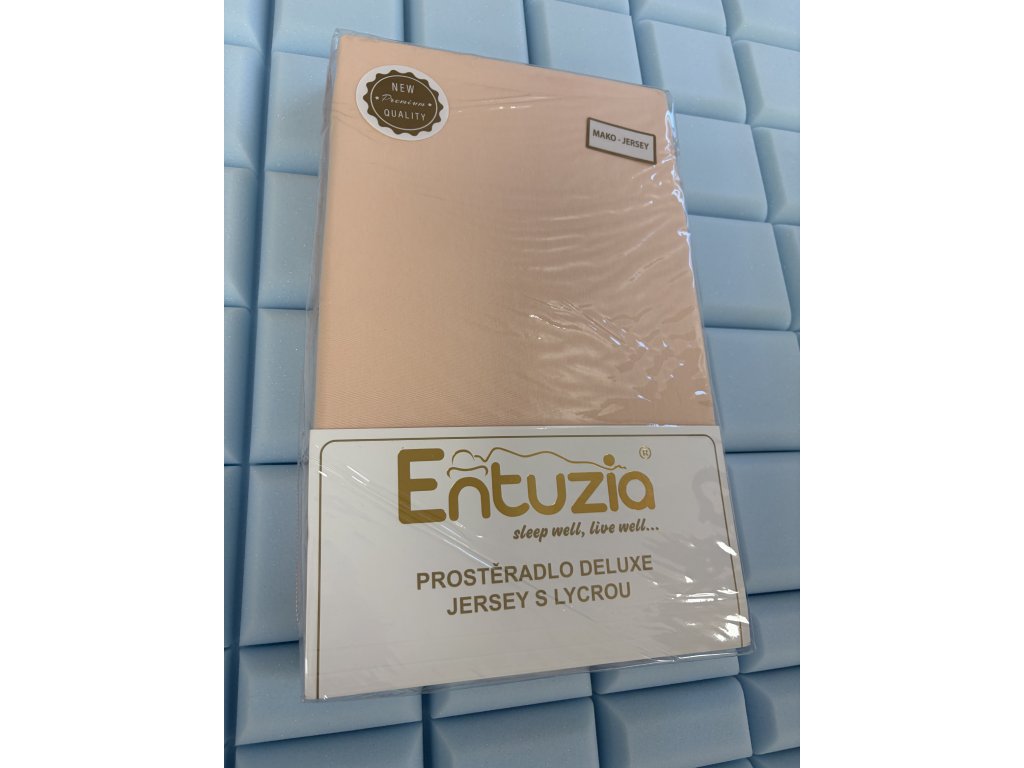 NEW
Premium
QUALITY
MAKO - JERSEY
Entuzia®
sleep well, live well...
PROSTĚRADLO DELUXE
JERSEY S LYCROU